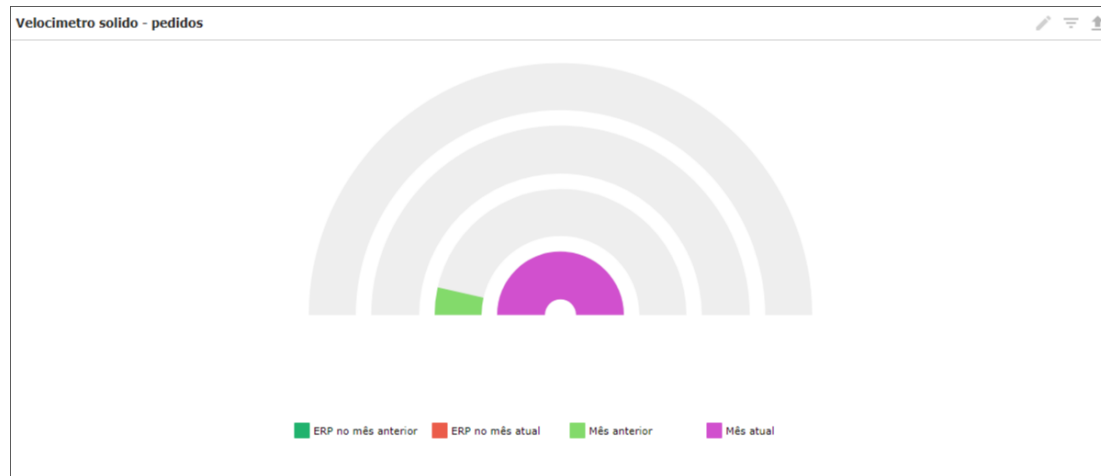 Velocimetro solido - pedidos
ERP no mês anterior ERP no mês atual Mês anterior Mês atual